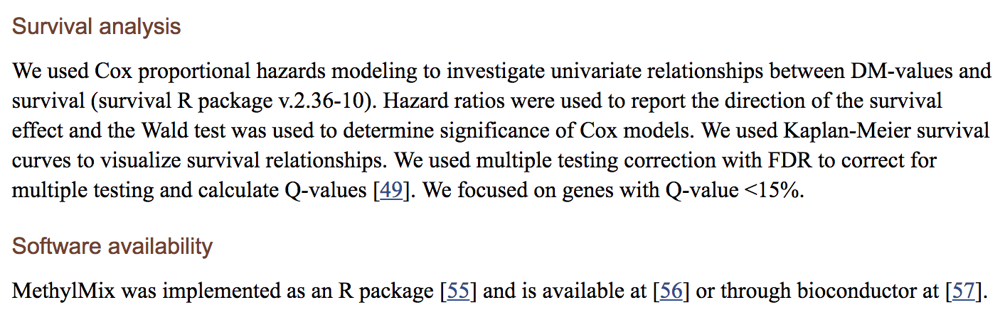 Survival analysis
We used Cox proportional hazards modeling to investigate univariate relationships between DM-values and
survival (survival R package v.2.36-10). Hazard ratios were used to report the direction of the survival
effect and the Wald test was used to determine significance of Cox models. We used Kaplan-Meier survival
curves to visualize survival relationships. We used multiple testing correction with FDR to correct for
multiple testing and calculate Q-values [49]. We focused on genes with Q-value <15%.
Software availability
MethylMix was implemented as an R package [55] and is available at [56] or through bioconductor at [57].